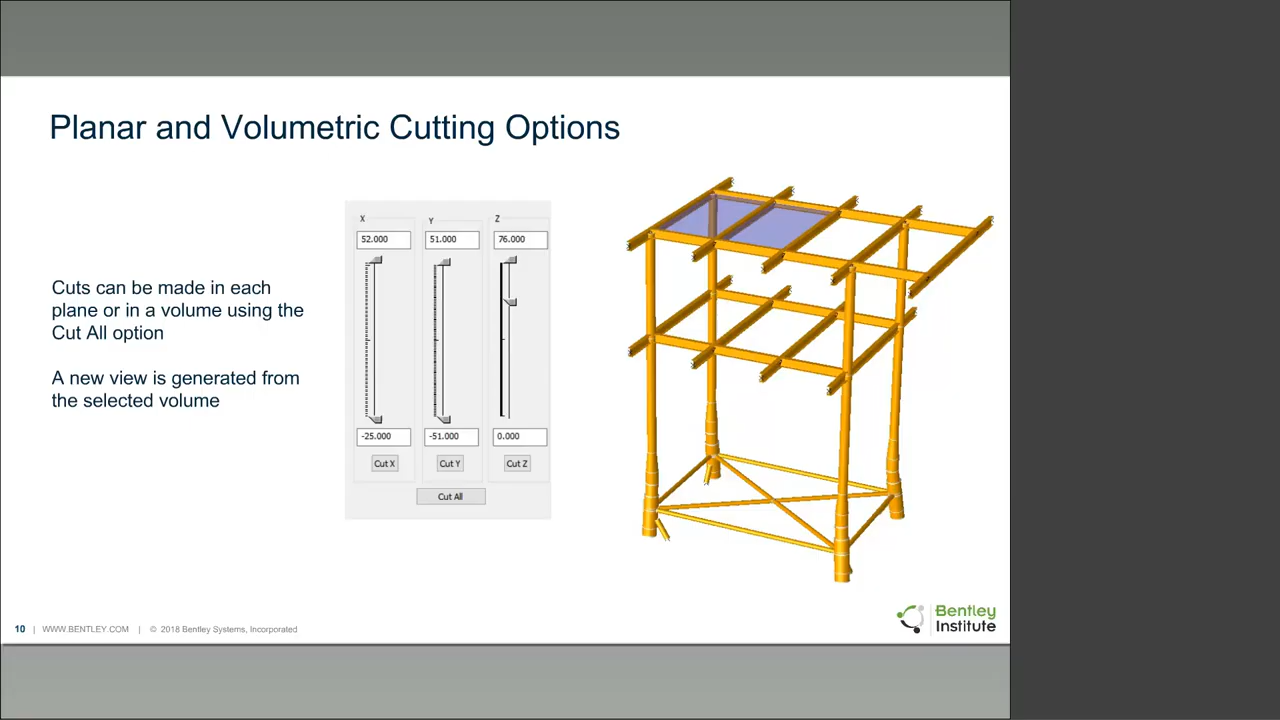 Planar and Volumetric Cutting Options
Cuts can be made in each
plane or in a volume using the
Cut All option
A new view is generated from
the selected volume
X Y Z
52.000 51.000 76.000
-25.000 -51.000 0.000
Cut X Cut Y Cut Z
Cut All
Bentley
Institute
10 | WWW.BENTLEY.COM | © 2018 Bentley Systems, Incorporated